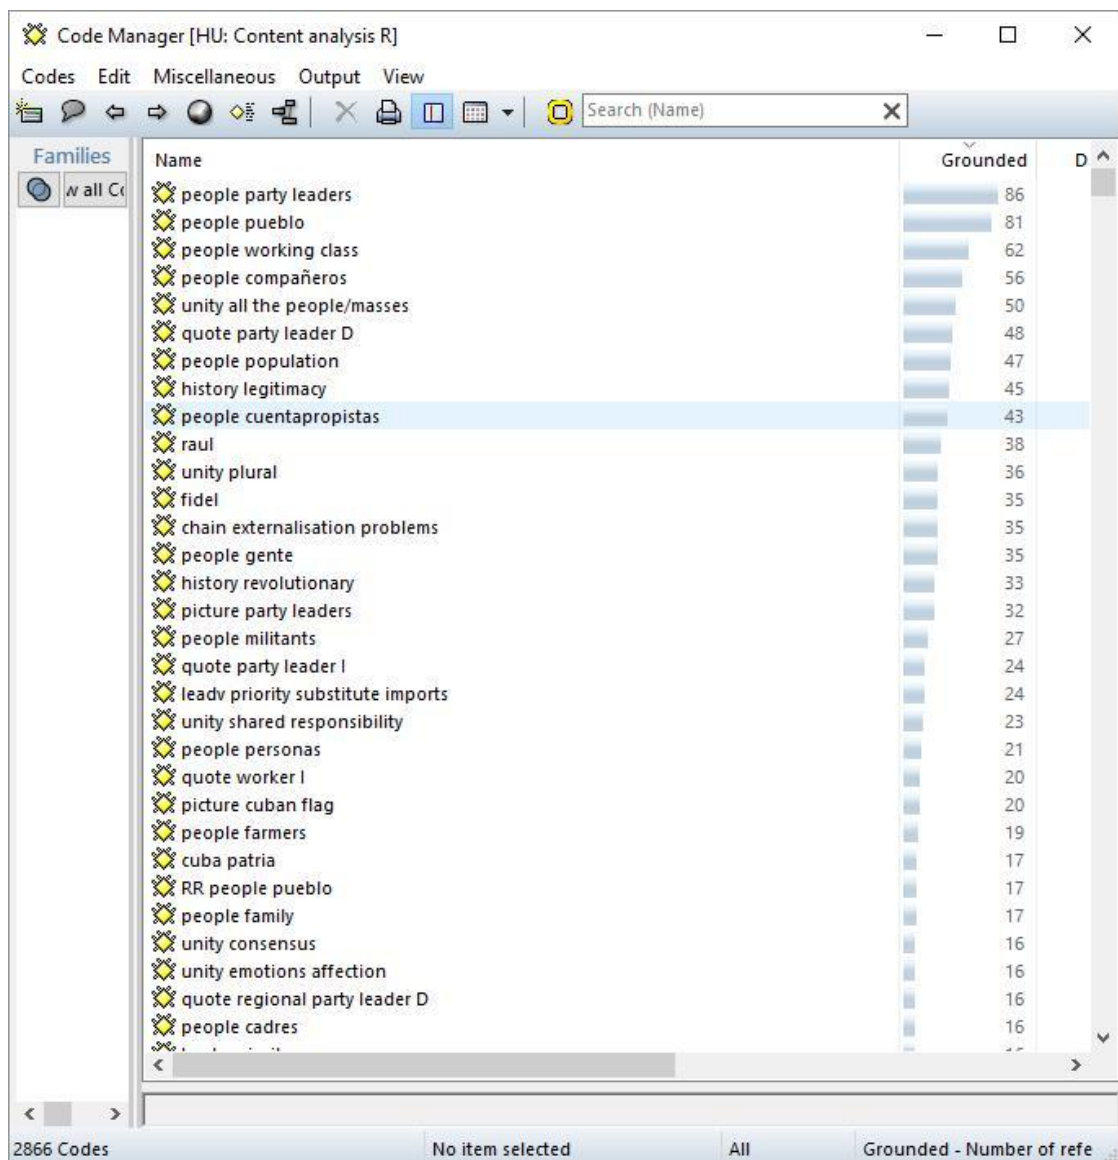 Code Manager [HU: Content analysis R]
Codes Edit Miscellaneous Output View
Search (Name)
Families
all
Name Grounded D
people party leaders 86
people pueblo 81
people working class 62
people compañeros 56
unity all the people/masses 50
quote party leader D 48
people population 47
history legitimacy 45
people cuentapropistas 43
raul 38
unity plural 36
fidel 35
chain externalisation problems 35
people gente 35
history revolutionary 33
picture party leaders 32
people militants 27
quote party leader I 24
leadv priority substitute imports 24
unity shared responsibility 23
people personas 21
quote worker I 20
picture cuban flag 20
people farmers 19
cuba patria 17
RR people pueblo 17
people family 17
unity consensus 16
unity emotions affection 16
quote regional party leader D 16
people cadres 16
2866 Codes No item selected All Grounded - Number of refe